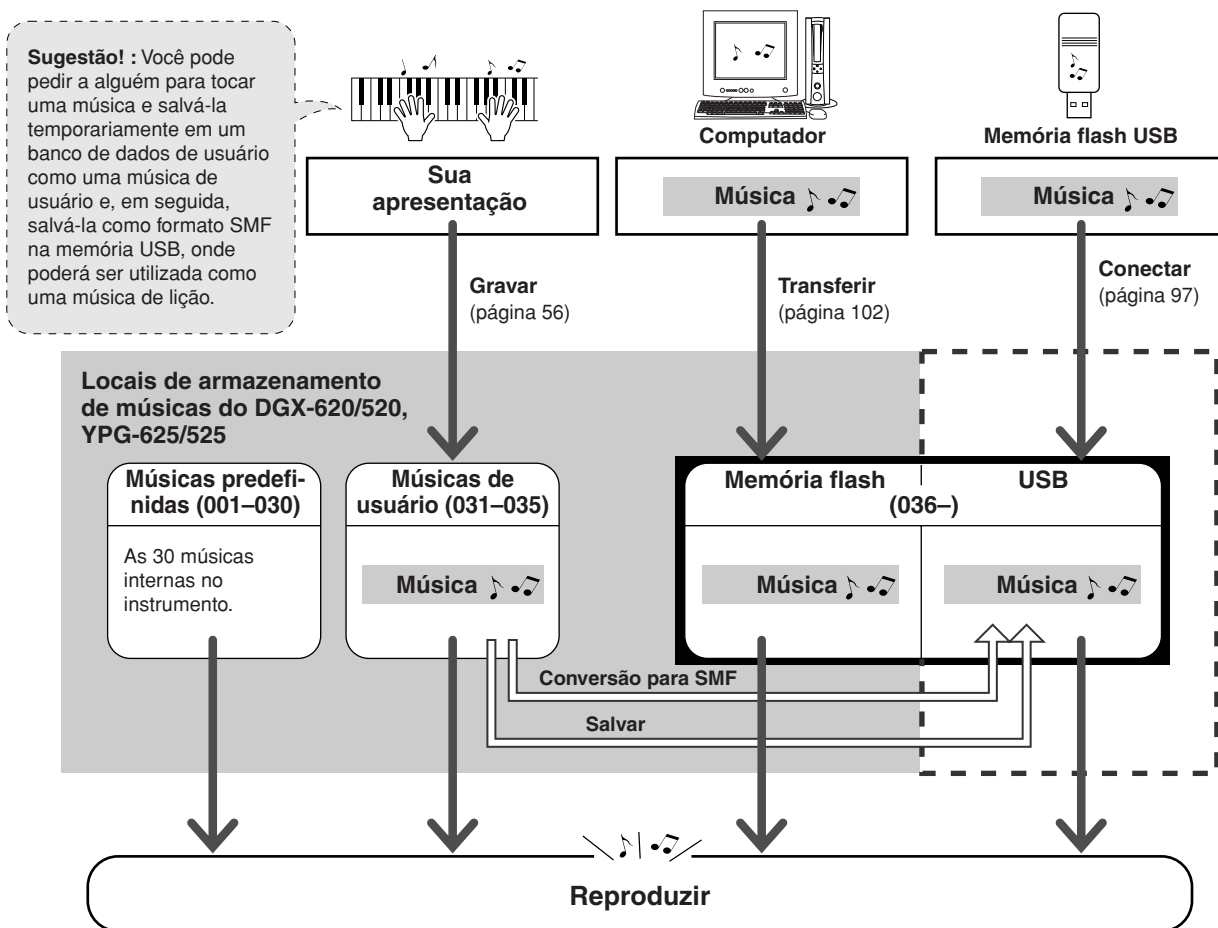 Sugestão! : Você pode
pedir a alguém para tocar
uma música e salvá-la
temporariamente em um
banco de dados de usuário
como uma música de
usuário e, em seguida,
salvá-la como formato SMF
na memória USB, onde
poderá ser utilizada como
uma música de lição.
Computador
Memória flash USB
Sua
apresentação
Música
Música
Gravar
(página 56)
Transferir
(página 102)
Conectar
(página 97)
Locais de armazenamento
de músicas do DGX-620/520,
YPG-625/525
Músicas predefi-
nidas (001–030)
As 30 músicas
internas no
instrumento.
Músicas de
usuário (031–035)
Música
Memória flash
USB
(036–)
Música
Música
Conversão para SMF
Salvar
Reproduzir